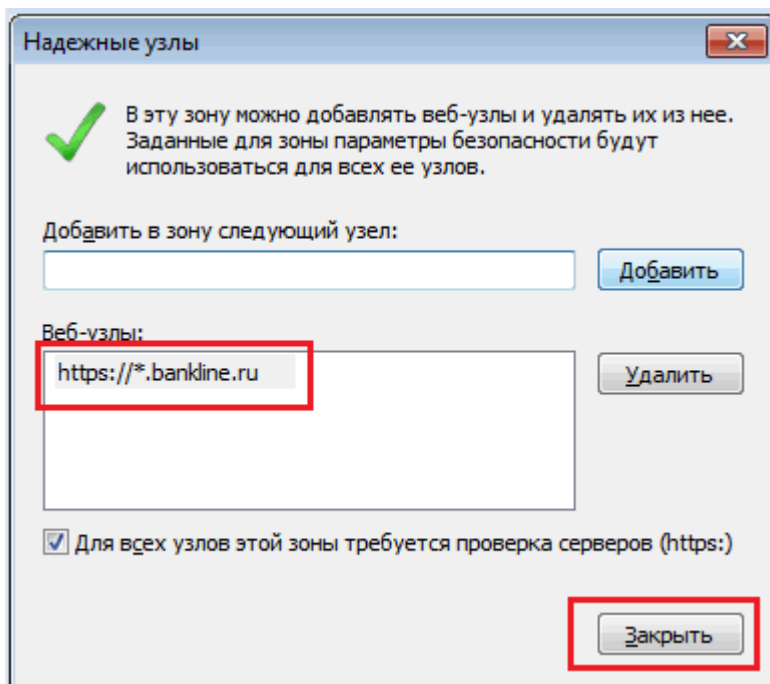 Надежные узлы
В эту зону можно добавлять веб-узлы и удалять их из нее.
Заданные для зоны параметры безопасности будут
использоваться для всех ее узлов.
Добавить в зону следующий узел:
Добавить
Веб-узлы:
https://*.bankline.ru
Удалить
Для всех узлов этой зоны требуется проверка серверов (https:)
Закрыть